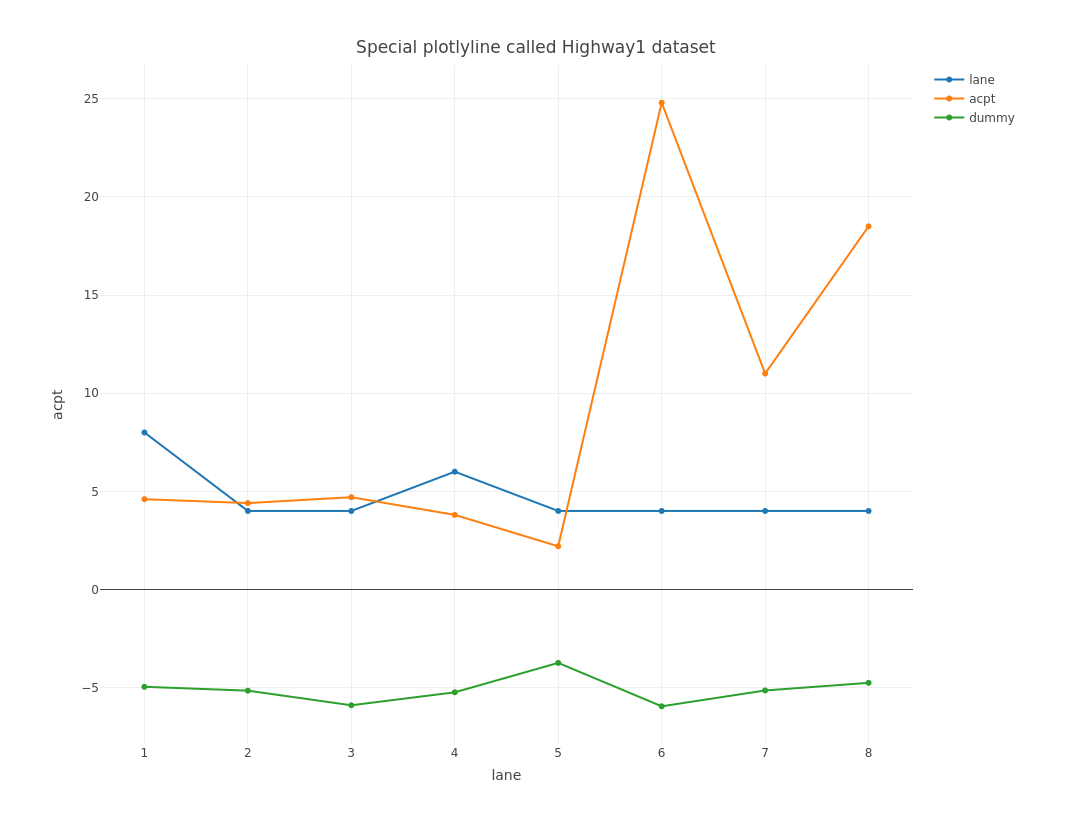 Special plotlyline called Highway1 dataset
lane
acpt
dummy
25
20
15
10
5
0
−5
acpt
1 2 3 4 5 6 7 8
lane